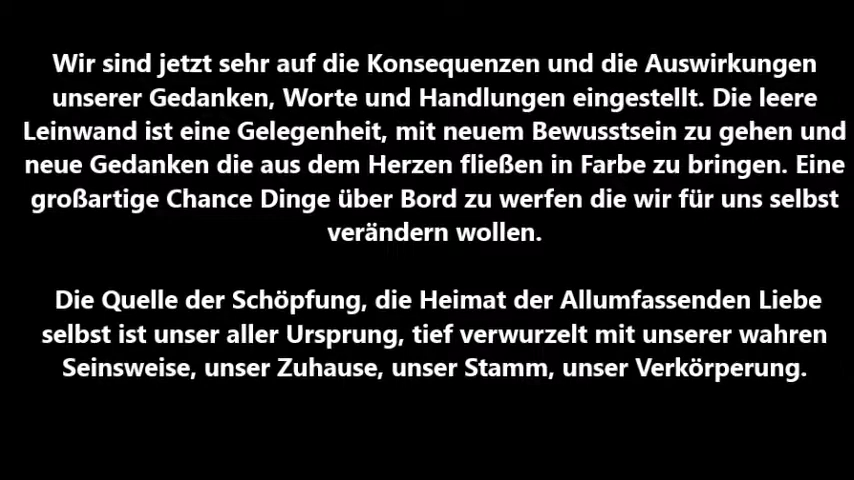 Wir sind jetzt sehr auf die Konsequenzen und die Auswirkungen
unserer Gedanken, Worte und Handlungen eingestellt. Die leere
Leinwand ist eine Gelegenheit, mit neuem Bewusstsein zu gehen und
neue Gedanken die aus dem Herzen fließen in Farbe zu bringen. Eine
großartige Chance Dinge über Bord zu werfen die wir für uns selbst
verändern wollen.
Die Quelle der Schöpfung, die Heimat der Allumfassenden Liebe
selbst ist unser aller Ursprung, tief verwurzelt mit unserer wahren
Seinsweise, unser Zuhause, unser Stamm, unser Verkörperung.